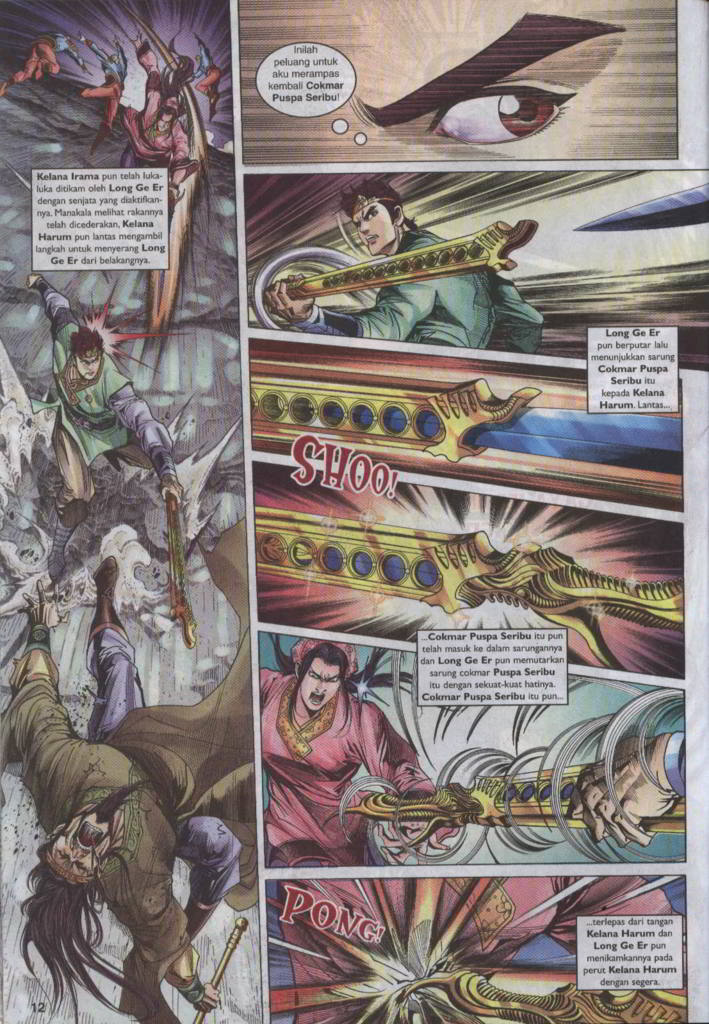 Kelana Irama pun telah luka-
luka ditikam oleh Long Ge Er
dengan senjata yang diaktifkan-
nya. Manakala melihat rakannya
telah dicederakan, Kelana
Harum pun lantas mengambil
langkah untuk menyerang Long
Ge Er dari belakangnya.
Inilah
peluang untuk
aku merampas
kembali Cokmar
Puspa Seribu!
Long Ge Er
pun berputar lalu
menunjukkan sarung
Cokmar Puspa
Seribu itu
kepada Kelana
Harum. Lantas...
SHOO!
...Cokmar Puspa Seribu itu pun
telah masuk ke dalam sarungannya
dan Long Ge Er pun memutarkan
sarung cokmar Puspa Seribu
itu dengan sekuat-kuat hatinya.
Cokmar Puspa Seribu itu pun...
PONG!
...terlepas dari tangan
Kelana Harum dan
Long Ge Er pun
menikamkannya pada
perut Kelana Harum
dengan segera.
12